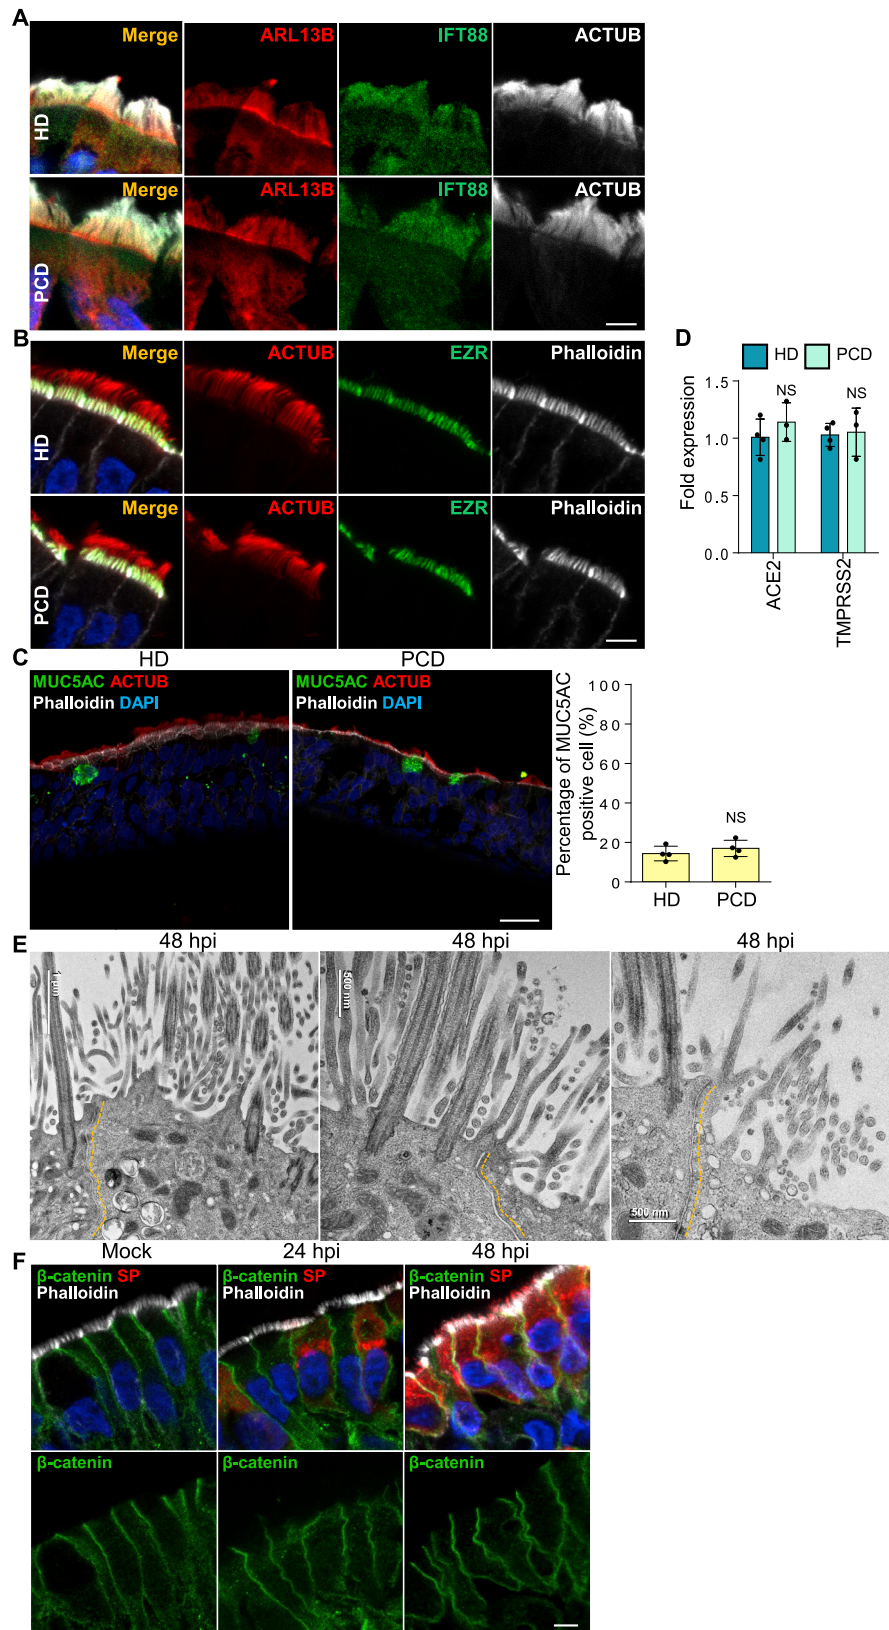 A
Merge
ARL13B
IFT88
ACTUB
HD
ARL13B
Merge
IFT88
ACTUB
PCD
B
Merge
ACTUB
EZR
Phalloidin
HD
Merge
ACTUB
EZR
Phalloidin
PCD
D
HD
PCD
Fold expression
1.5
1.0
0.5
0.0
NS
NS
ACE2
TMPRSS2
C
HD
PCD
MUC5AC ACTUB
Phalloidin DAPI
MUC5AC ACTUB
Phalloidin DAPI
Percentage of MUC5AC
positive cell (%)
100
80
60
40
20
0
NS
HD
PCD
E
48 hpi
48 hpi
48 hpi
1 µm
500 nm
500 nm
F
Mock
24 hpi
48 hpi
β-catenin SP
Phalloidin
β-catenin SP
Phalloidin
β-catenin SP
Phalloidin
β-catenin
β-catenin
β-catenin